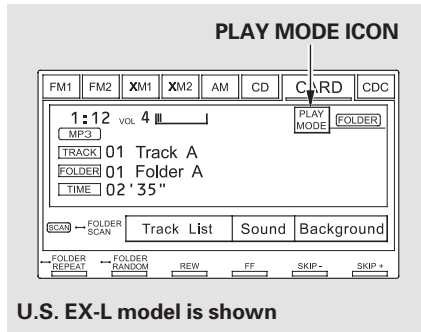 PLAY MODE ICON
FM1 FM2 XM1 XM2 AM CD CARD CDC
1:12 VOL 4 PLAY MODE FOLDER
MP3
TRACK 01 Track A
FOLDER 01 Folder A
TIME 02'35"
SCAN FOLDER SCAN Track List Sound Background
FOLDER REPEAT FOLDER RANDOM REW FF SKIP- SKIP+
U.S. EX-L model is shown